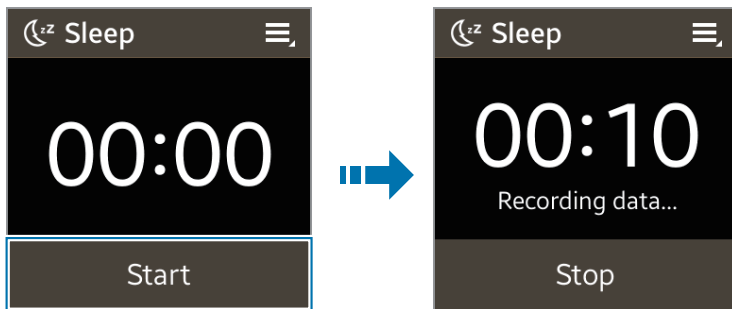 Sleep
00:00
Start
Sleep
00:10
Recording data...
Stop